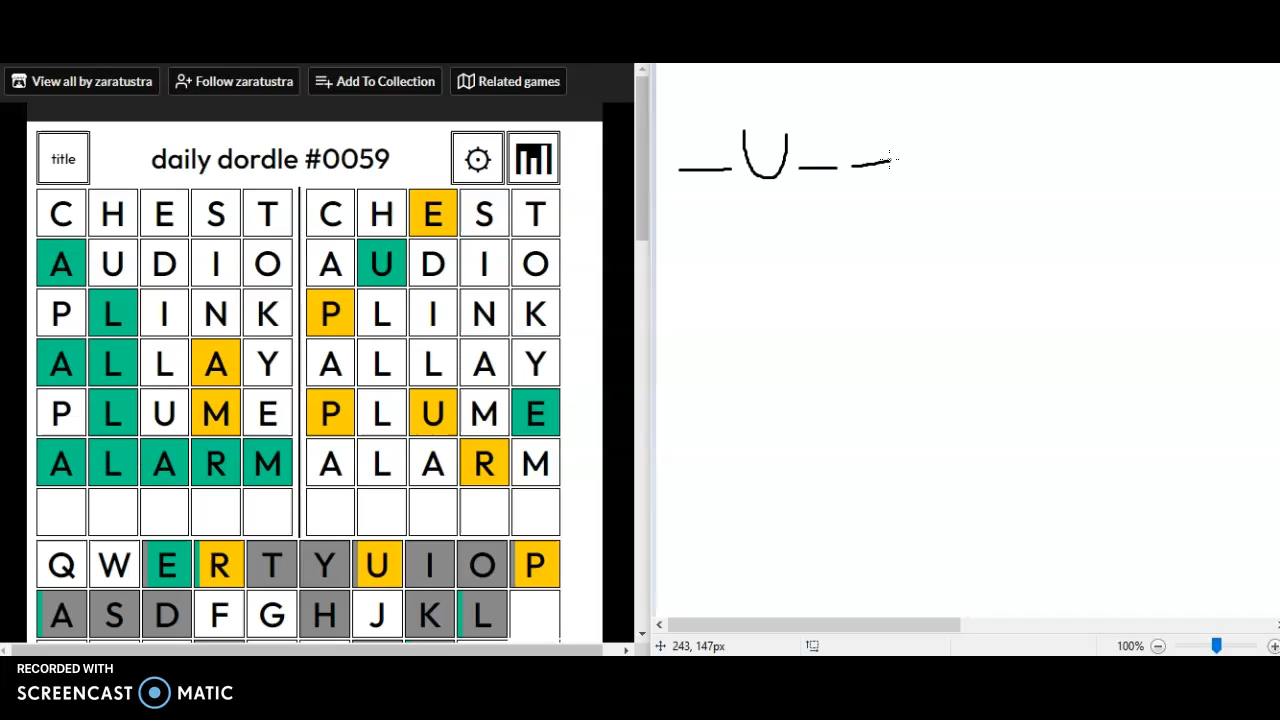 View all by zaratustra Follow zaratustra Add To Collection Related games
title daily dordle #0059
C H E S T C H E S T
A U D I O A U D I O
P L I N K P L I N K
A L L A Y A L L A Y
P L U M E P L U M E
A L A R M A L A R M
Q W E R T Y U I O P
A S D F G H J K L
U
243, 147px 100%
RECORDED WITH
SCREENCAST MATIC